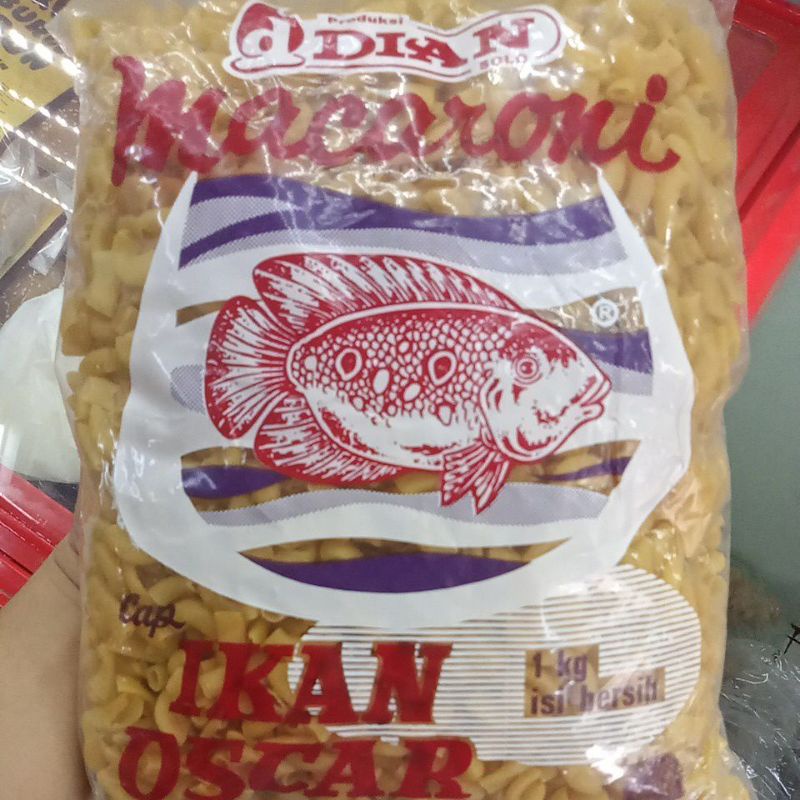 Produksi
d DIAN
SOLO
Macaroni
®
Cap
IKAN
OSCAR
1 kg
isi bersih